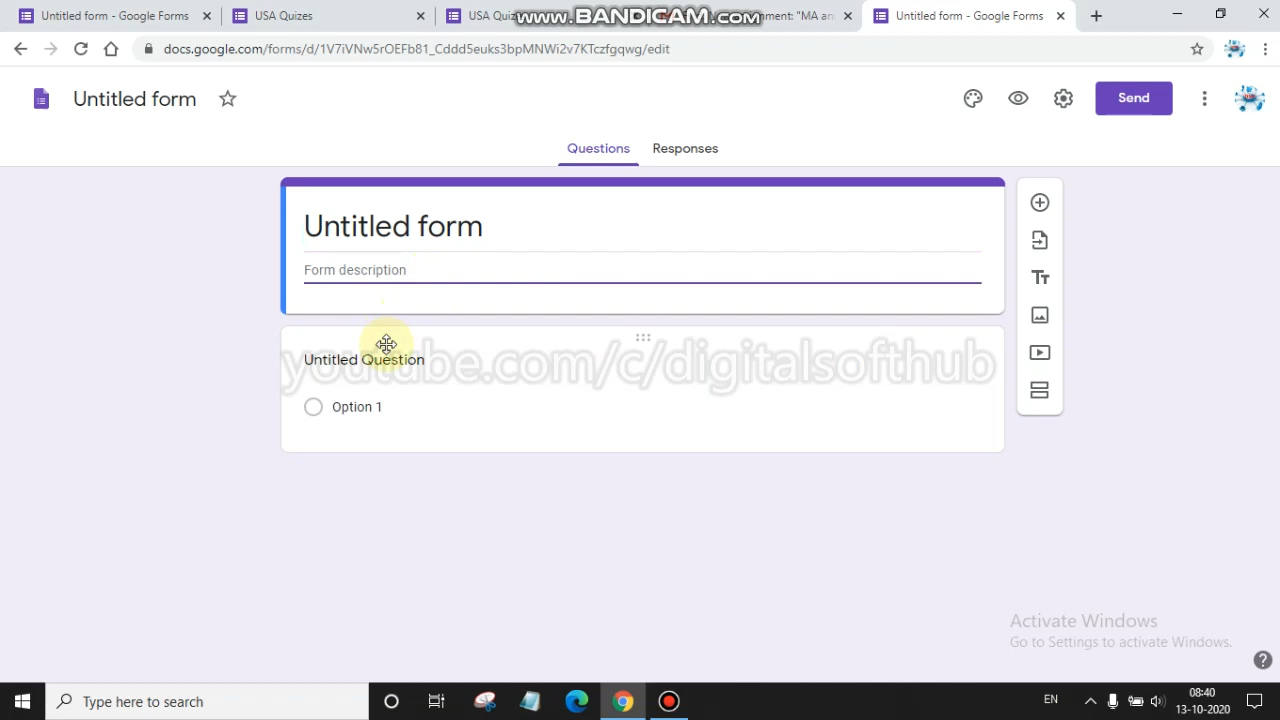 Untitled form - Google Forms
USA Quizes
USA Quiz
www.BANDICAM.com
nment: "MA an
Untitled form - Google Forms
docs.google.com/forms/d/1V7iVNw5rOEFb81_Cddd5euks3bpMNWi2v7KTczfgqwg/edit
Untitled form
Send
Questions
Responses
Untitled form
Form description
youtube.com/c/digitalsofthub
Untitled Question
Option 1
Activate Windows
Go to Settings to activate Windows.
Type here to search
EN
08:40
13-10-2020